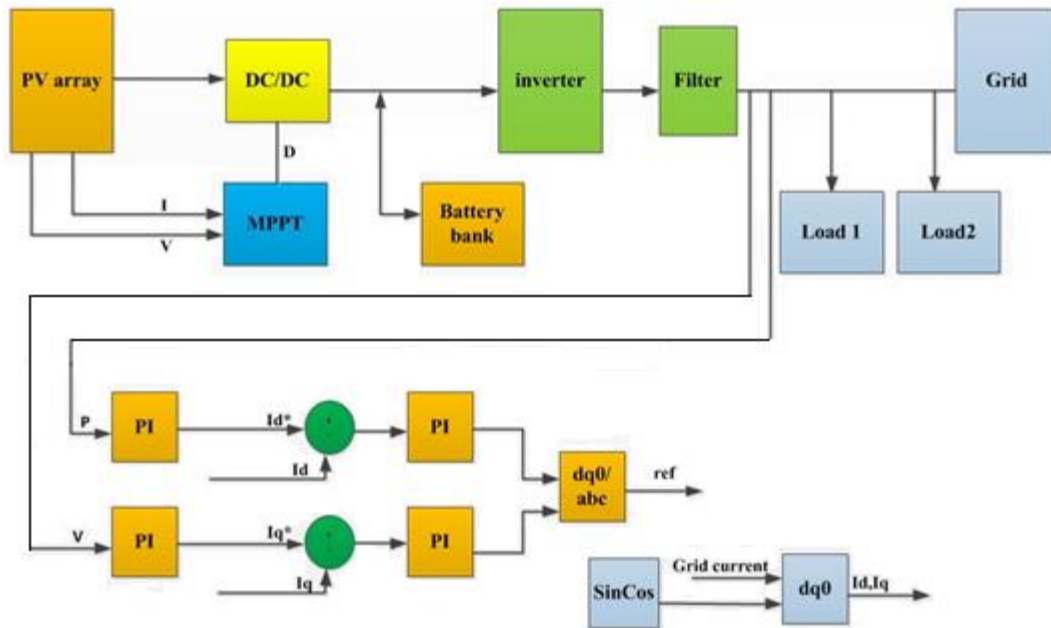 PV array
DC/DC
inverter
Filter
Grid
D
I
V
MPPT
Battery
bank
Load 1
Load2
P
PI
Id*
Id
PI
V
PI
Iq*
Iq
PI
dq0/
abc
ref
Grid current
SinCos
dq0
Id,Iq